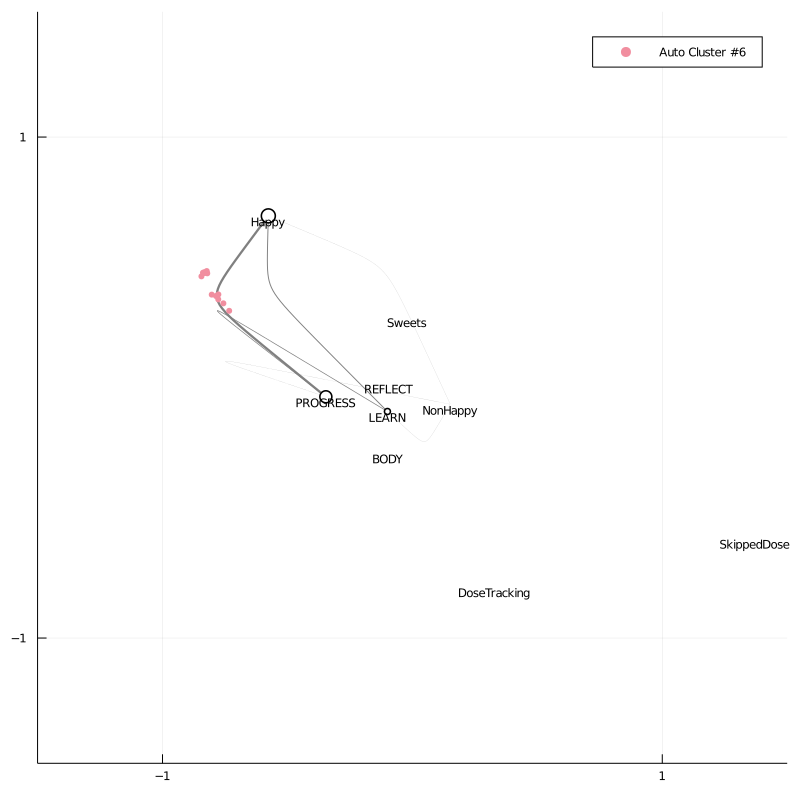 Auto Cluster #6
1
Happy
Sweets
REFLECT
PROGRESS
NonHappy
LEARN
BODY
SkippedDose
DoseTracking
−1
−1
1